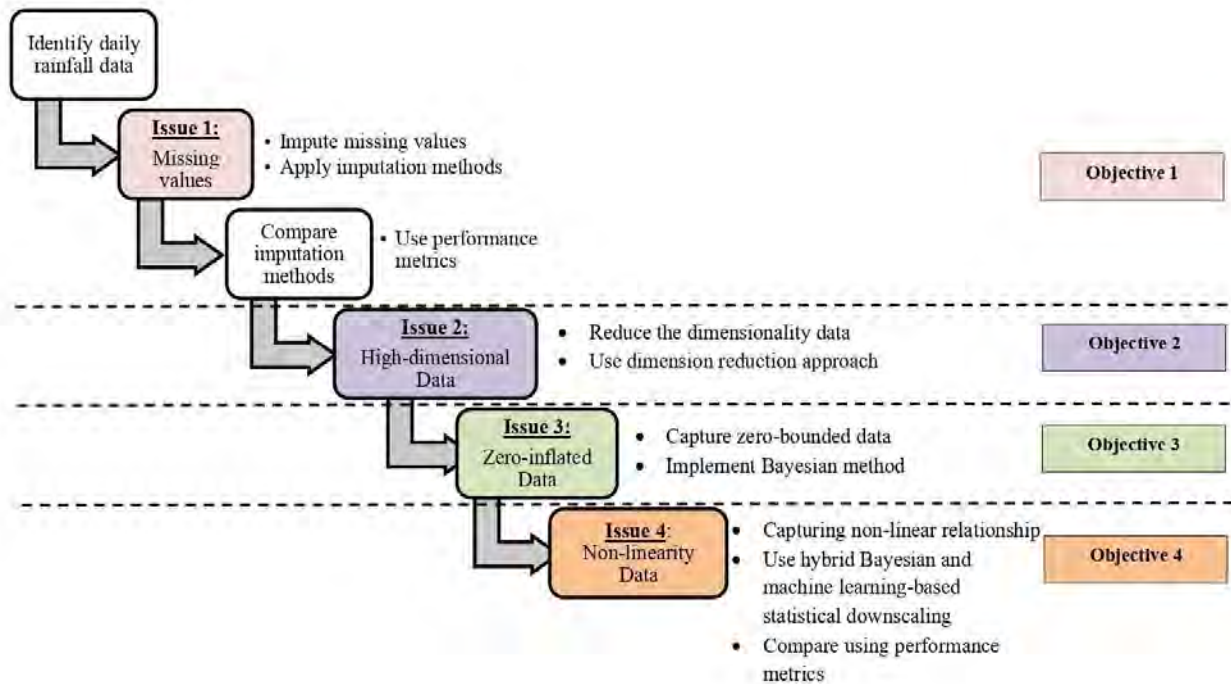 Identify daily
rainfall data
Issue 1:
Missing
values
• Impute missing values
• Apply imputation methods
Objective 1
Compare
imputation
methods
• Use performance
metrics
Issue 2:
High-dimensional
Data
• Reduce the dimensionality data
• Use dimension reduction approach
Objective 2
Issue 3:
Zero-inflated
Data
• Capture zero-bounded data
• Implement Bayesian method
Objective 3
Issue 4:
Non-linearity
Data
• Capturing non-linear relationship
• Use hybrid Bayesian and
machine learning-based
statistical downscaling
• Compare using performance
metrics
Objective 4